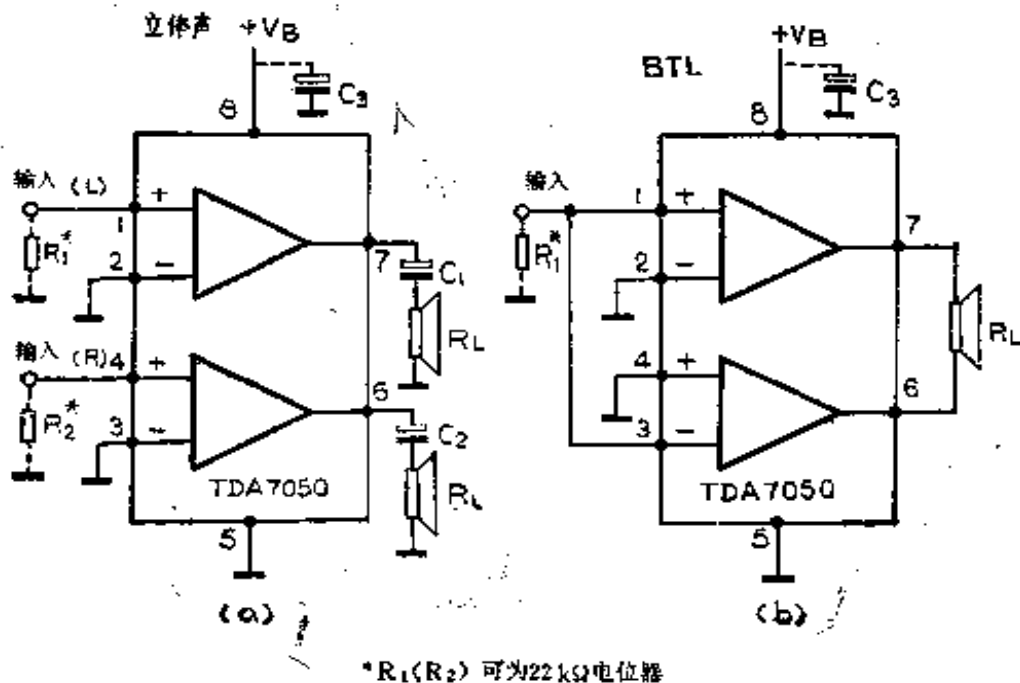 立体声 +VB
8
C3
输入 (L)
1
+
R1*
2
-
7
C1
RL
输入 (R)
4
+
R2*
3
-
6
C2
RL
TDA7050
5
(a)
BTL
+VB
8
C3
输入
1
+
R1*
2
-
7
4
+
3
-
6
RL
TDA7050
5
(b)
*R1(R2) 可为22kΩ电位器